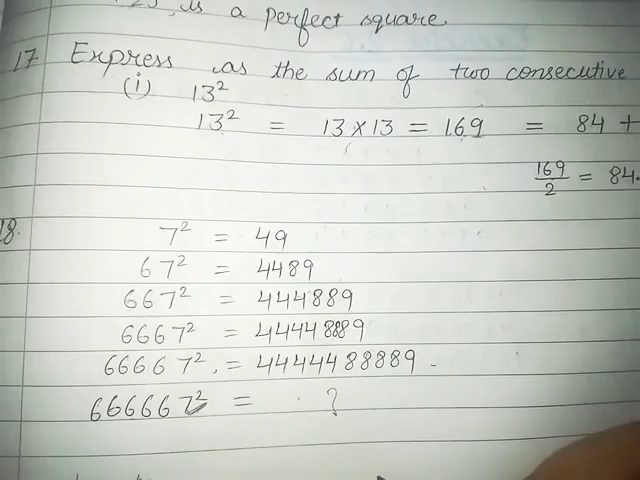 25, is a perfect square.
17 Express as the sum of two consecutive
(i) 13²
13² = 13 × 13 = 169 = 84 +
169/2 = 84.
18. 7² = 49
67² = 4489
667² = 444889
6667² = 44448889
66667² = 4444488889
666667² = ?